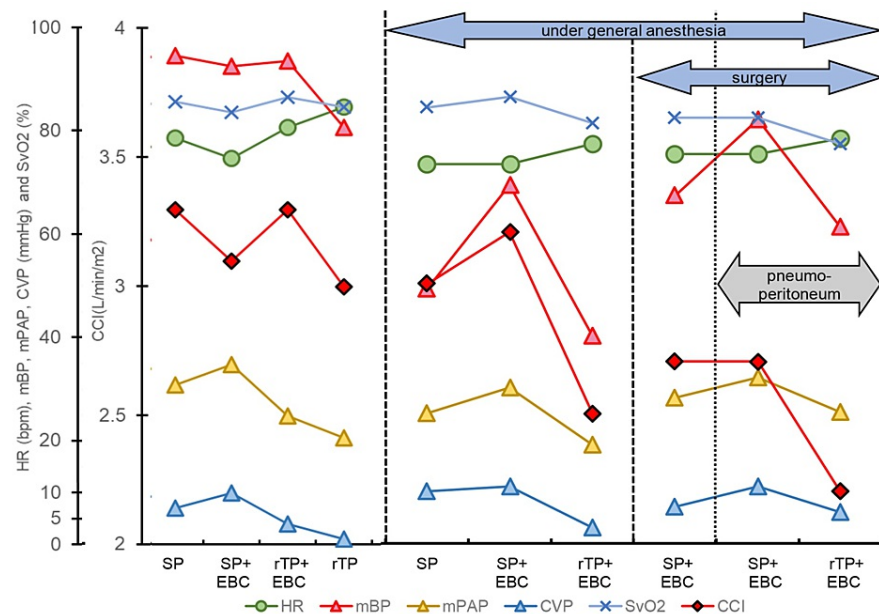 HR (bpm), mBP, mPAP, CVP (mmHg) and SvO2 (%)
100
80
60
40
20
10
5
0
CCI(L/min/m2)
4
3.5
3
2.5
2
under general anesthesia
surgery
pneumo-
peritoneum
SP
SP+
EBC
rTP+
EBC
rTP
SP
SP+
EBC
rTP+
EBC
SP+
EBC
SP+
EBC
rTP+
EBC
HR
mBP
mPAP
CVP
SvO2
CCI